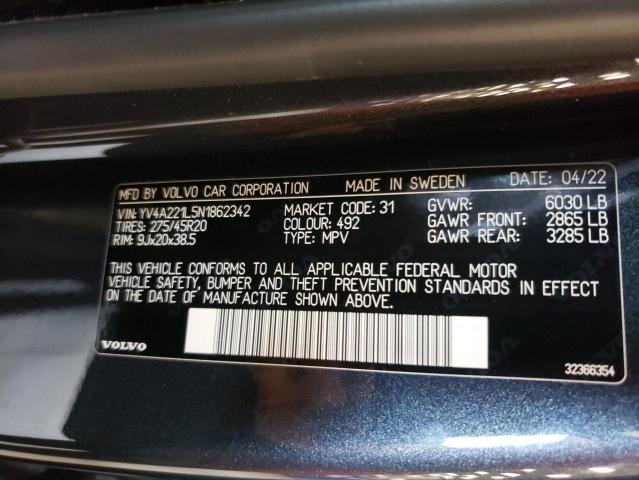 MFD BY VOLVO CAR CORPORATION MADE IN SWEDEN DATE: 04/22
VIN: YV4A221L5N1862342 MARKET CODE: 31 GVWR: 6030 LB
TIRES: 275/45R20 COLOUR: 492 GAWR FRONT: 2865 LB
RIM: 9Jx20x38.5 TYPE: MPV GAWR REAR: 3285 LB
THIS VEHICLE CONFORMS TO ALL APPLICABLE FEDERAL MOTOR
VEHICLE SAFETY, BUMPER AND THEFT PREVENTION STANDARDS IN EFFECT
ON THE DATE OF MANUFACTURE SHOWN ABOVE.
VOLVO 32366354